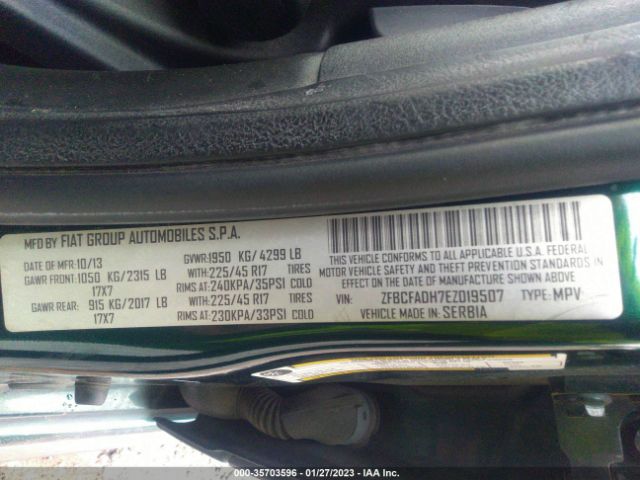 MFD BY FIAT GROUP AUTOMOBILES S.P.A.
DATE OF MFR: 10/13 GVWR: 1950 KG/ 4299 LB
GAWR FRONT: 1050 KG/2315 LB WITH: 225/45 R17 TIRES
17X7 RIMS AT: 240KPA/35PSI COLD
GAWR REAR: 915 KG/2017 LB WITH: 225/45 R17 TIRES
17X7 RIMS AT: 230KPA/33PSI COLD
THIS VEHICLE CONFORMS TO ALL APPLICABLE U.S.A. FEDERAL
MOTOR VEHICLE SAFETY, BUMPER, AND THEFT PREVENTION STANDARDS IN
EFFECT ON THE DATE OF MANUFACTURE SHOWN ABOVE.
VIN: ZFBCFADH7EZ019507 TYPE: MPV
VEHICLE MADE IN: SERBIA
000-35703596 - 01/27/2023 - IAA Inc.